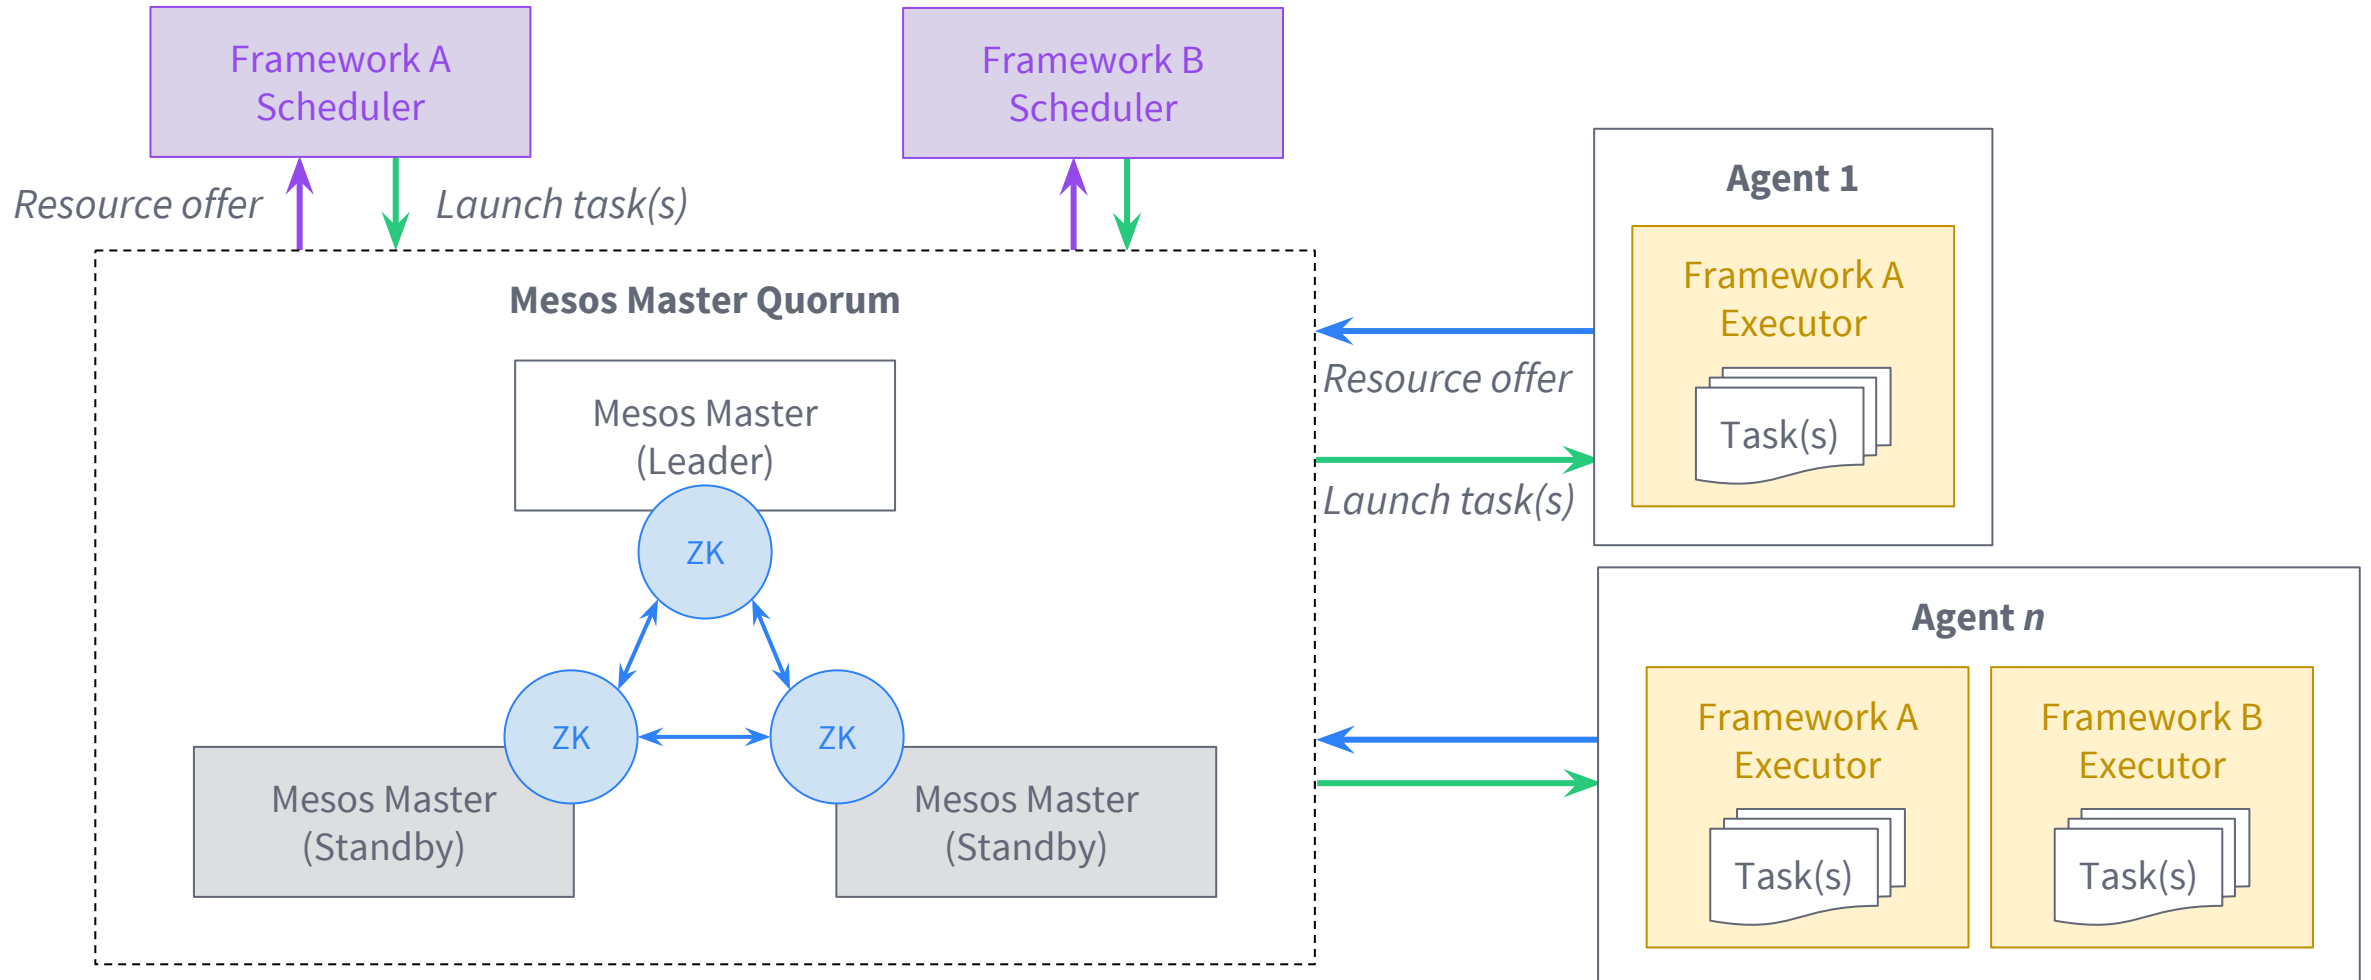 Framework A
Scheduler
Framework B
Scheduler
Resource offer
Launch task(s)
Mesos Master Quorum
Mesos Master
(Leader)
ZK
ZK
ZK
Mesos Master
(Standby)
Mesos Master
(Standby)
Resource offer
Launch task(s)
Agent 1
Framework A
Executor
Task(s)
Agent n
Framework A
Executor
Task(s)
Framework B
Executor
Task(s)